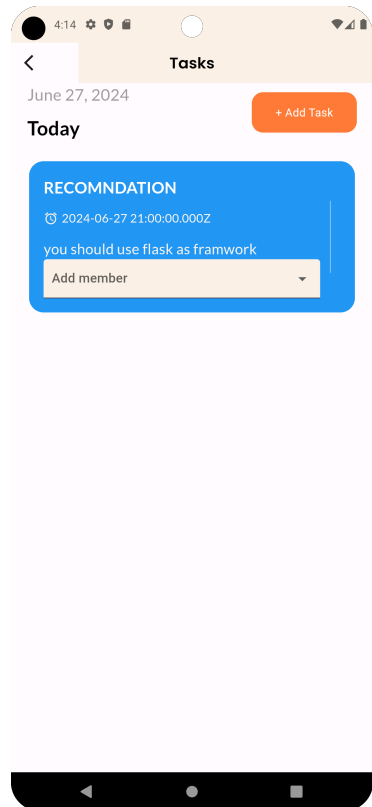 4:14
Tasks
June 27, 2024
+ Add Task
Today
RECOMNDATION
2024-06-27 21:00:00.000Z
you should use flask as framwork
Add member